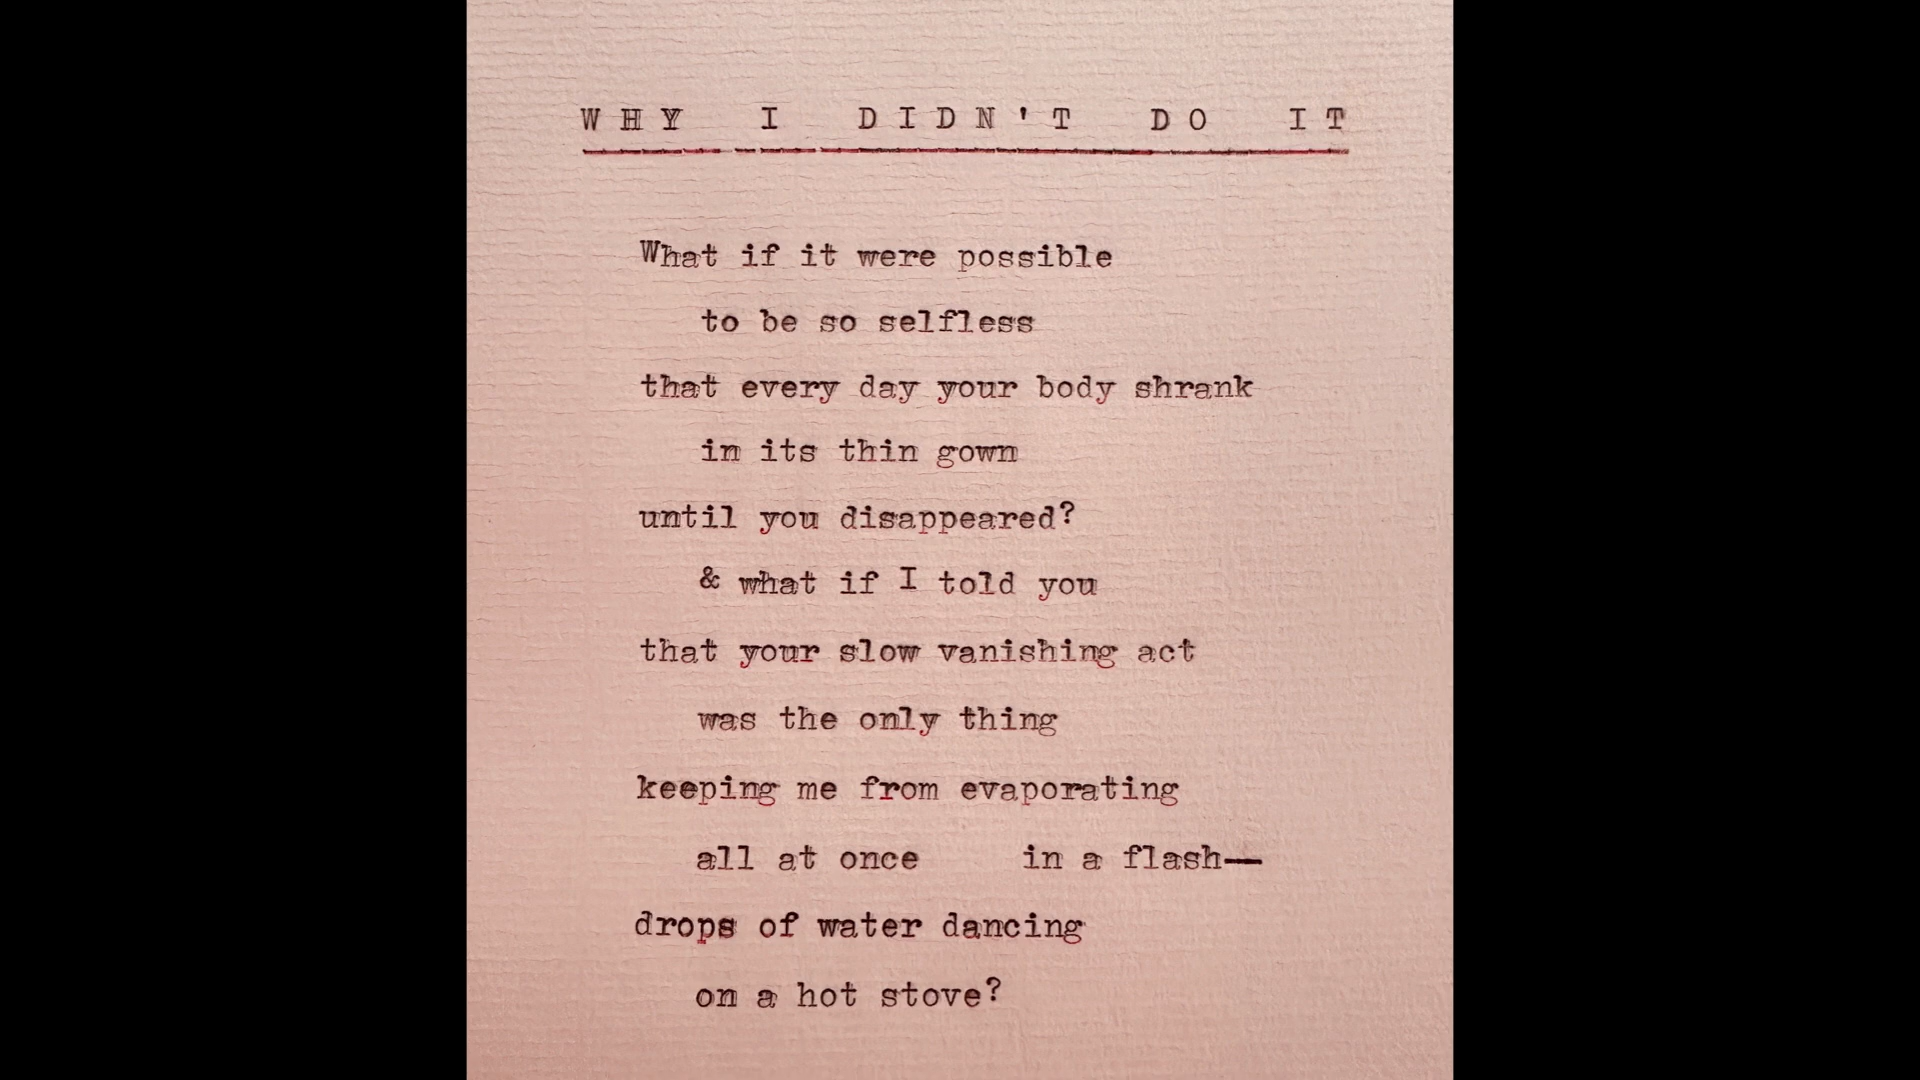 WHY I DIDN'T DO IT
What if it were possible
to be so selfless
that every day your body shrank
in its thin gown
until you disappeared?
& what if I told you
that your slow vanishing act
was the only thing
keeping me from evaporating
all at once in a flash—
drops of water dancing
on a hot stove?